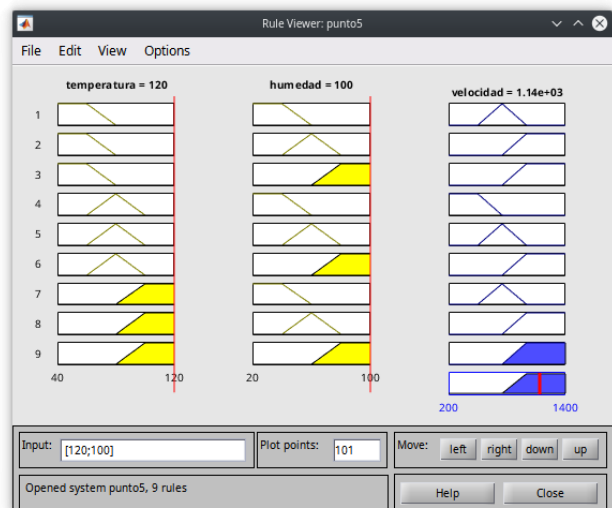 Rule Viewer: punto5
File Edit View Options
temperatura = 120 humedad = 100 velocidad = 1.14e+03
1
2
3
4
5
6
7
8
9
40 120 20 100
200 1400
Input: [120;100] Plot points: 101 Move: left right down up
Opened system punto5, 9 rules Help Close